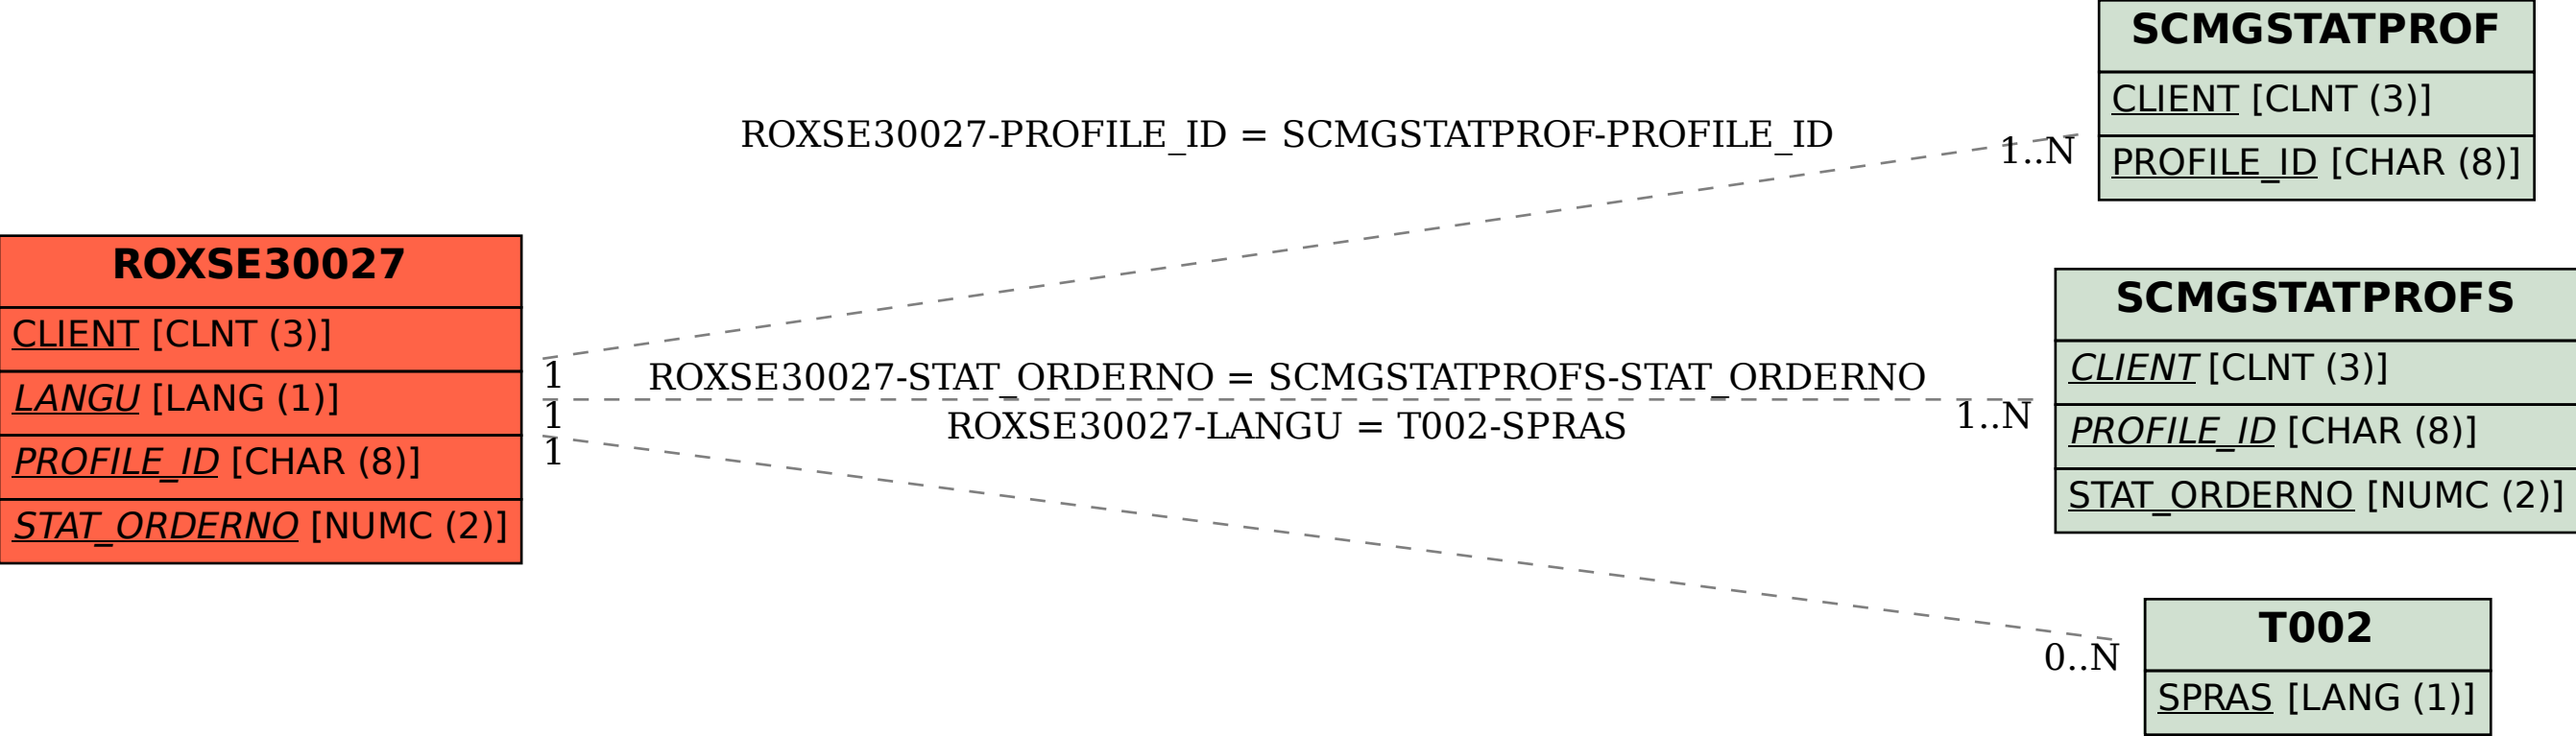 SCMGSTATPROF
CLIENT [CLNT (3)]
PROFILE_ID [CHAR (8)]
ROXSE30027-PROFILE_ID = SCMGSTATPROF-PROFILE_ID
1..N
ROXSE30027
CLIENT [CLNT (3)]
LANGU [LANG (1)]
PROFILE_ID [CHAR (8)]
STAT_ORDERNO [NUMC (2)]
1
ROXSE30027-STAT_ORDERNO = SCMGSTATPROFS-STAT_ORDERNO
1
1..N
ROXSE30027-LANGU = T002-SPRAS
1
SCMGSTATPROFS
CLIENT [CLNT (3)]
PROFILE_ID [CHAR (8)]
STAT_ORDERNO [NUMC (2)]
0..N
T002
SPRAS [LANG (1)]